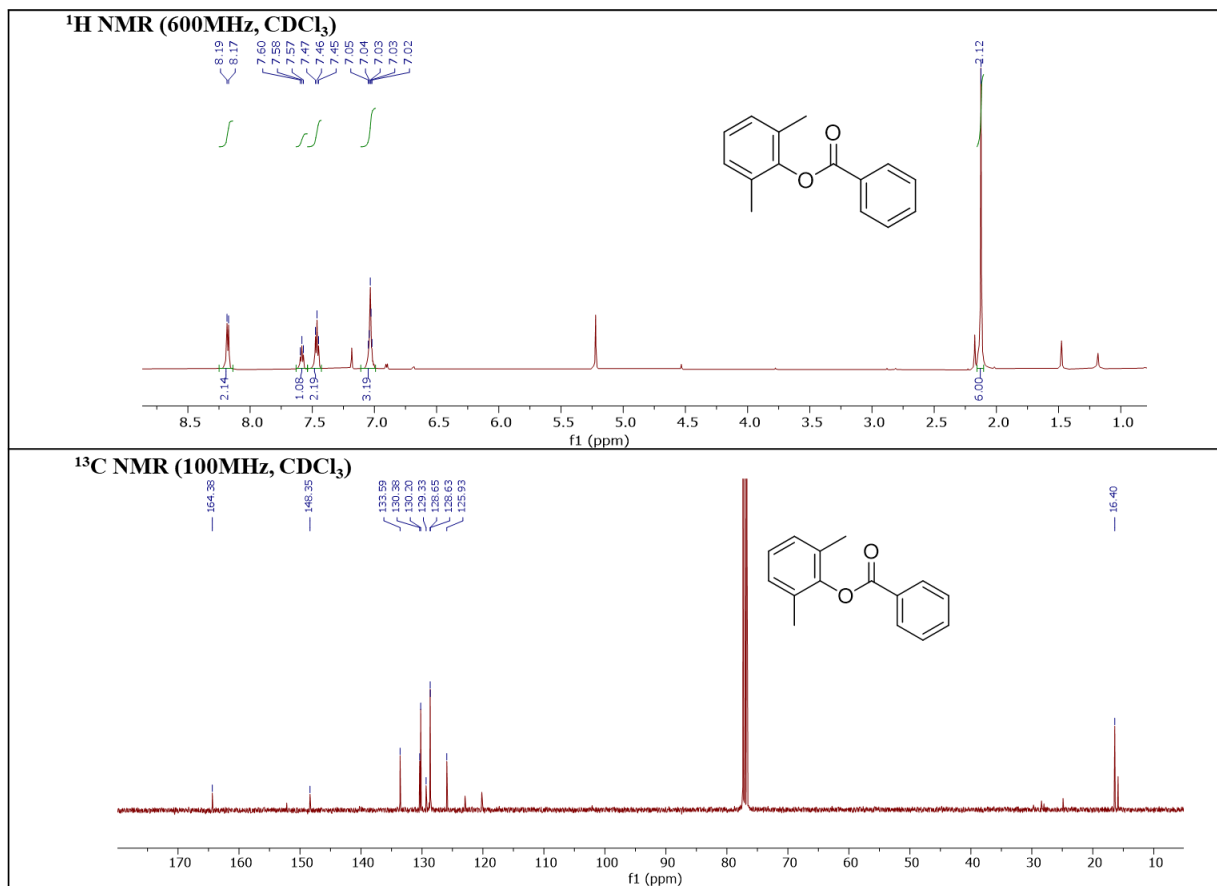 ¹H NMR (600MHz, CDCl₃)
8.19
8.17
7.60
7.58
7.57
7.47
7.46
7.45
7.05
7.04
7.03
7.03
7.02
2.12
O
O
2.14
1.08
2.19
3.19
6.00
8.5 8.0 7.5 7.0 6.5 6.0 5.5 5.0 4.5 4.0 3.5 3.0 2.5 2.0 1.5 1.0
f1 (ppm)
¹³C NMR (100MHz, CDCl₃)
164.38
148.35
133.59
130.38
130.20
129.33
128.65
128.63
125.93
16.40
O
O
170 160 150 140 130 120 110 100 90 80 70 60 50 40 30 20 10
f1 (ppm)